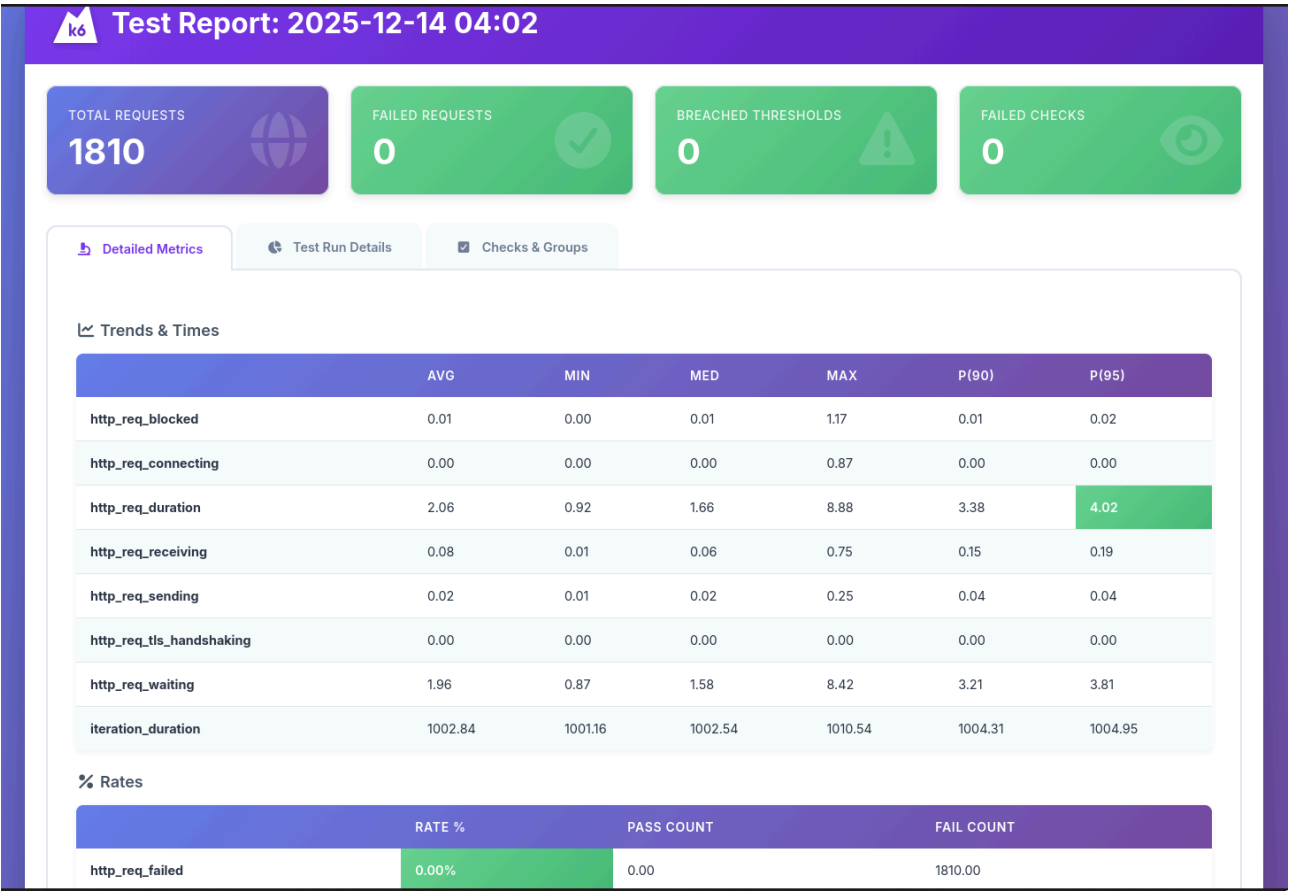 k6 Test Report: 2025-12-14 04:02
TOTAL REQUESTS
1810
FAILED REQUESTS
0
BREACHED THRESHOLDS
0
FAILED CHECKS
0
Detailed Metrics
Test Run Details
Checks & Groups
Trends & Times
AVG MIN MED MAX P(90) P(95)
http_req_blocked 0.01 0.00 0.01 1.17 0.01 0.02
http_req_connecting 0.00 0.00 0.00 0.87 0.00 0.00
http_req_duration 2.06 0.92 1.66 8.88 3.38 4.02
http_req_receiving 0.08 0.01 0.06 0.75 0.15 0.19
http_req_sending 0.02 0.01 0.02 0.25 0.04 0.04
http_req_tls_handshaking 0.00 0.00 0.00 0.00 0.00 0.00
http_req_waiting 1.96 0.87 1.58 8.42 3.21 3.81
iteration_duration 1002.84 1001.16 1002.54 1010.54 1004.31 1004.95
Rates
RATE % PASS COUNT FAIL COUNT
http_req_failed 0.00% 0.00 1810.00